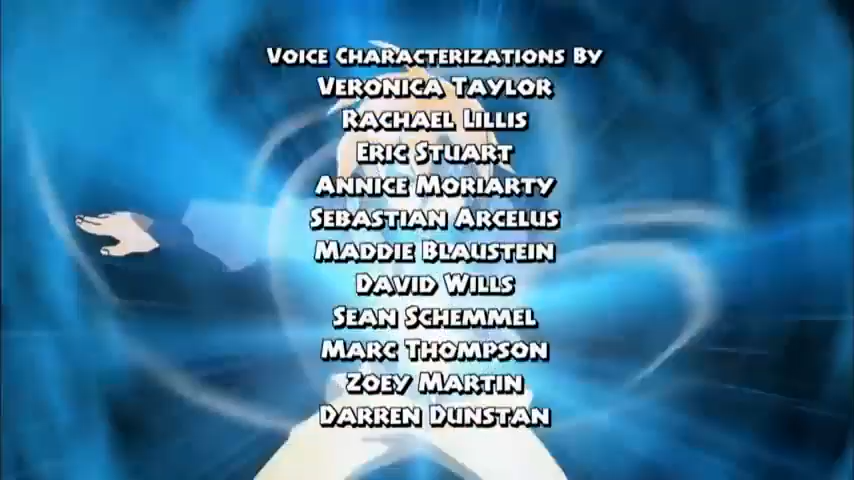 Voice Characterizations By
Veronica Taylor
Rachael Lillis
Eric Stuart
Annice Moriarty
Sebastian Arcelus
Maddie Blaustein
David Wills
Sean Schemmel
Marc Thompson
Zoey Martin
Darren Dunstan